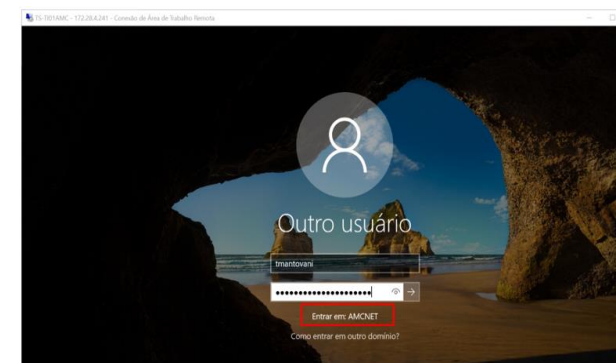 TS-TI01AMC - 172.28.4.241 - Conexão de Área de Trabalho Remota
Outro usuário
tmantovani
Entrar em: AMCNET
Como entrar em outro domínio?